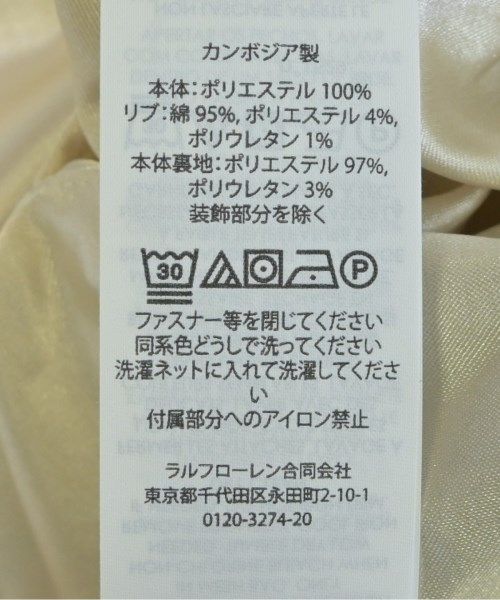 カンボジア製
本体：ポリエステル 100%
リブ：綿 95%, ポリエステル 4%,
ポリウレタン 1%
本体裏地：ポリエステル 97%,
ポリウレタン 3%
装飾部分を除く
30 P
ファスナー等を閉じてください
同系色どうしで洗ってください
洗濯ネットに入れて洗濯してくださ
い
付属部分へのアイロン禁止
ラルフローレン合同会社
東京都千代田区永田町2-10-1
0120-3274-20